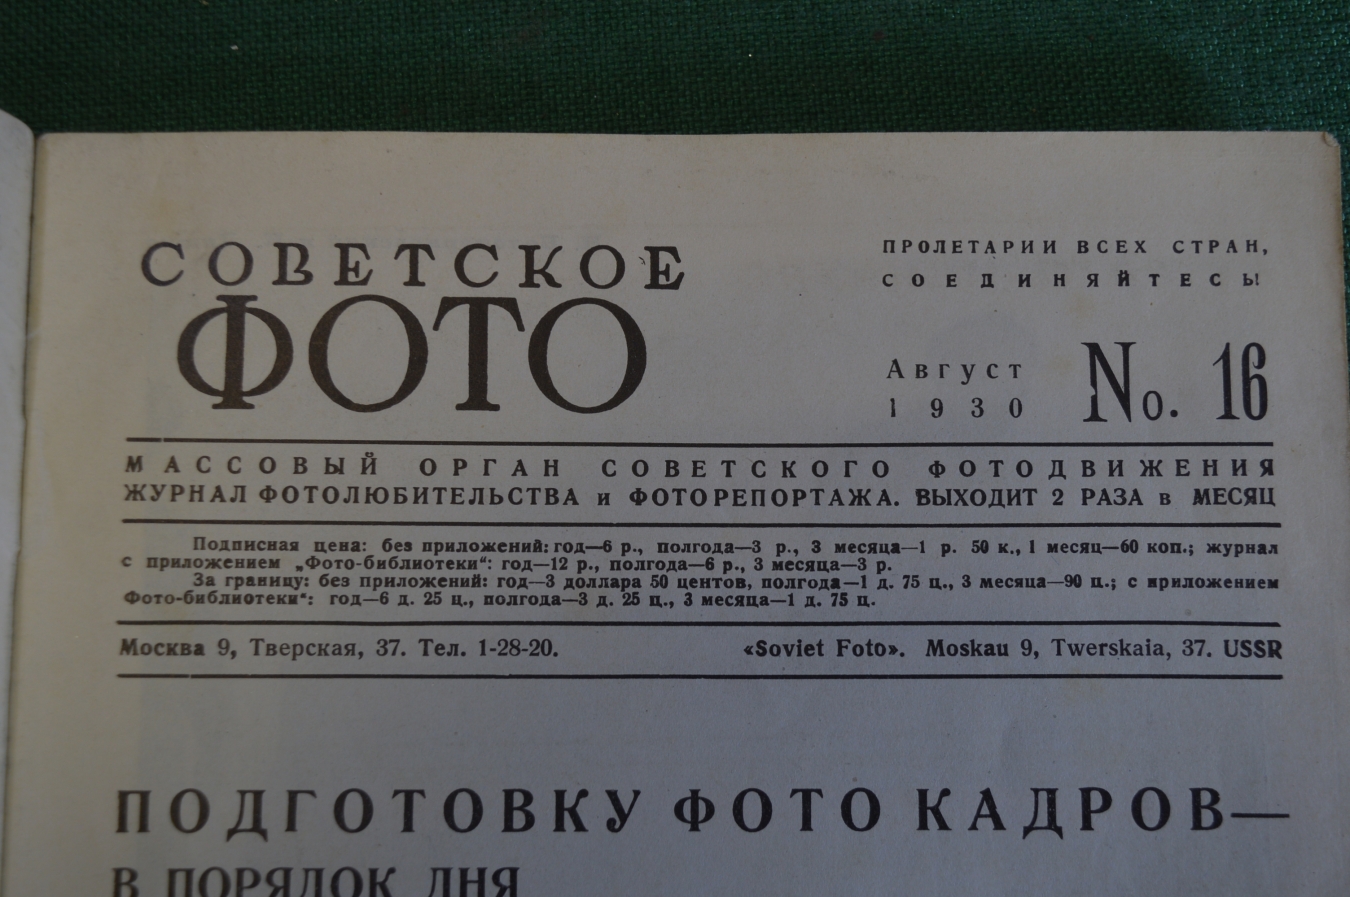 СОВЕТСКОЕ
ФОТО
ПРОЛЕТАРИИ ВСЕХ СТРАН,
СОЕДИНЯЙТЕСЬ!
Август
1930
No. 16
МАССОВЫЙ ОРГАН СОВЕТСКОГО ФОТОДВИЖЕНИЯ
ЖУРНАЛ ФОТОЛЮБИТЕЛЬСТВА и ФОТОРЕПОРТАЖА. ВЫХОДИТ 2 РАЗА в МЕСЯЦ
Подписная цена: без приложений: год—6 р., полгода—3 р., 3 месяца—1 р. 50 к., 1 месяц—60 коп.; журнал
с приложением „Фото-библиотеки“: год—12 р., полгода—6 р., 3 месяца—3 р.
За границу: без приложений: год—3 доллара 50 центов, полгода—1 д. 75 ц., 3 месяца—90 ц.; с приложением
Фото-библиотеки“: год—6 д. 25 ц., полгода—3 д. 25 ц., 3 месяца—1 д. 75 ц.
Москва 9, Тверская, 37. Тел. 1-28-20. «Soviet Foto». Moskau 9, Twerskaia, 37. USSR
ПОДГОТОВКУ ФОТО КАДРОВ—
В ПОРЯДОК ДНЯ